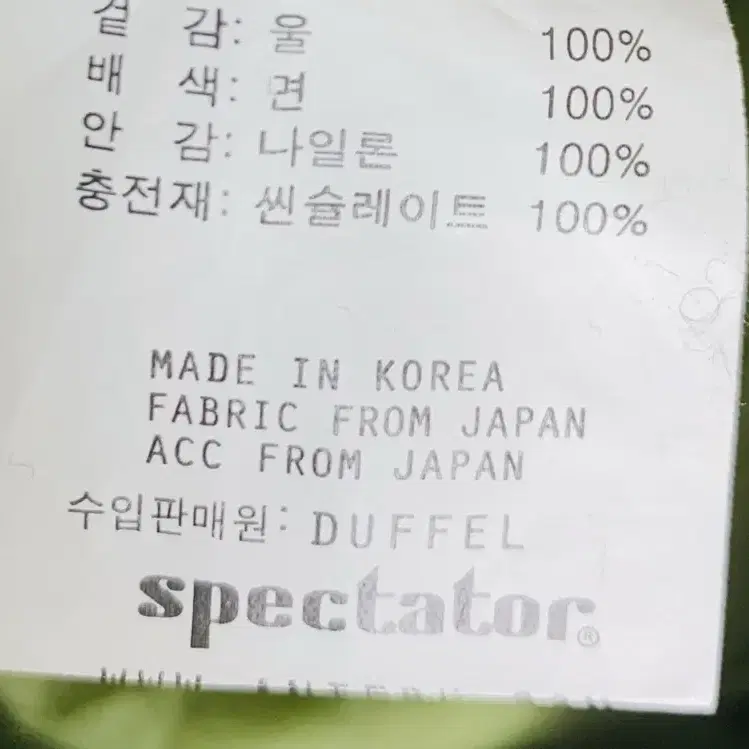 겉 감: 울 100%
배 색: 면 100%
안 감: 나일론 100%
충전재: 씬슐레이트 100%
MADE IN KOREA
FABRIC FROM JAPAN
ACC FROM JAPAN
수입판매원: DUFFEL
spectator®